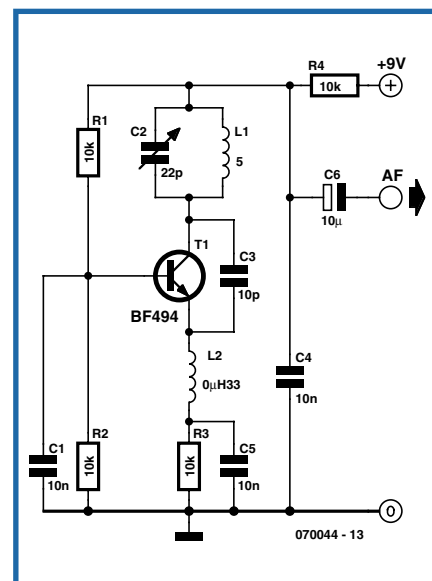 R4
+9V
10k
R1
10k
C2
22p
L1
5
C6
10µ
AF
T1
C3
10p
BF494
L2
0µH33
C4
10n
C1
10n
R2
10k
R3
10k
C5
10n
0
070044 - 13